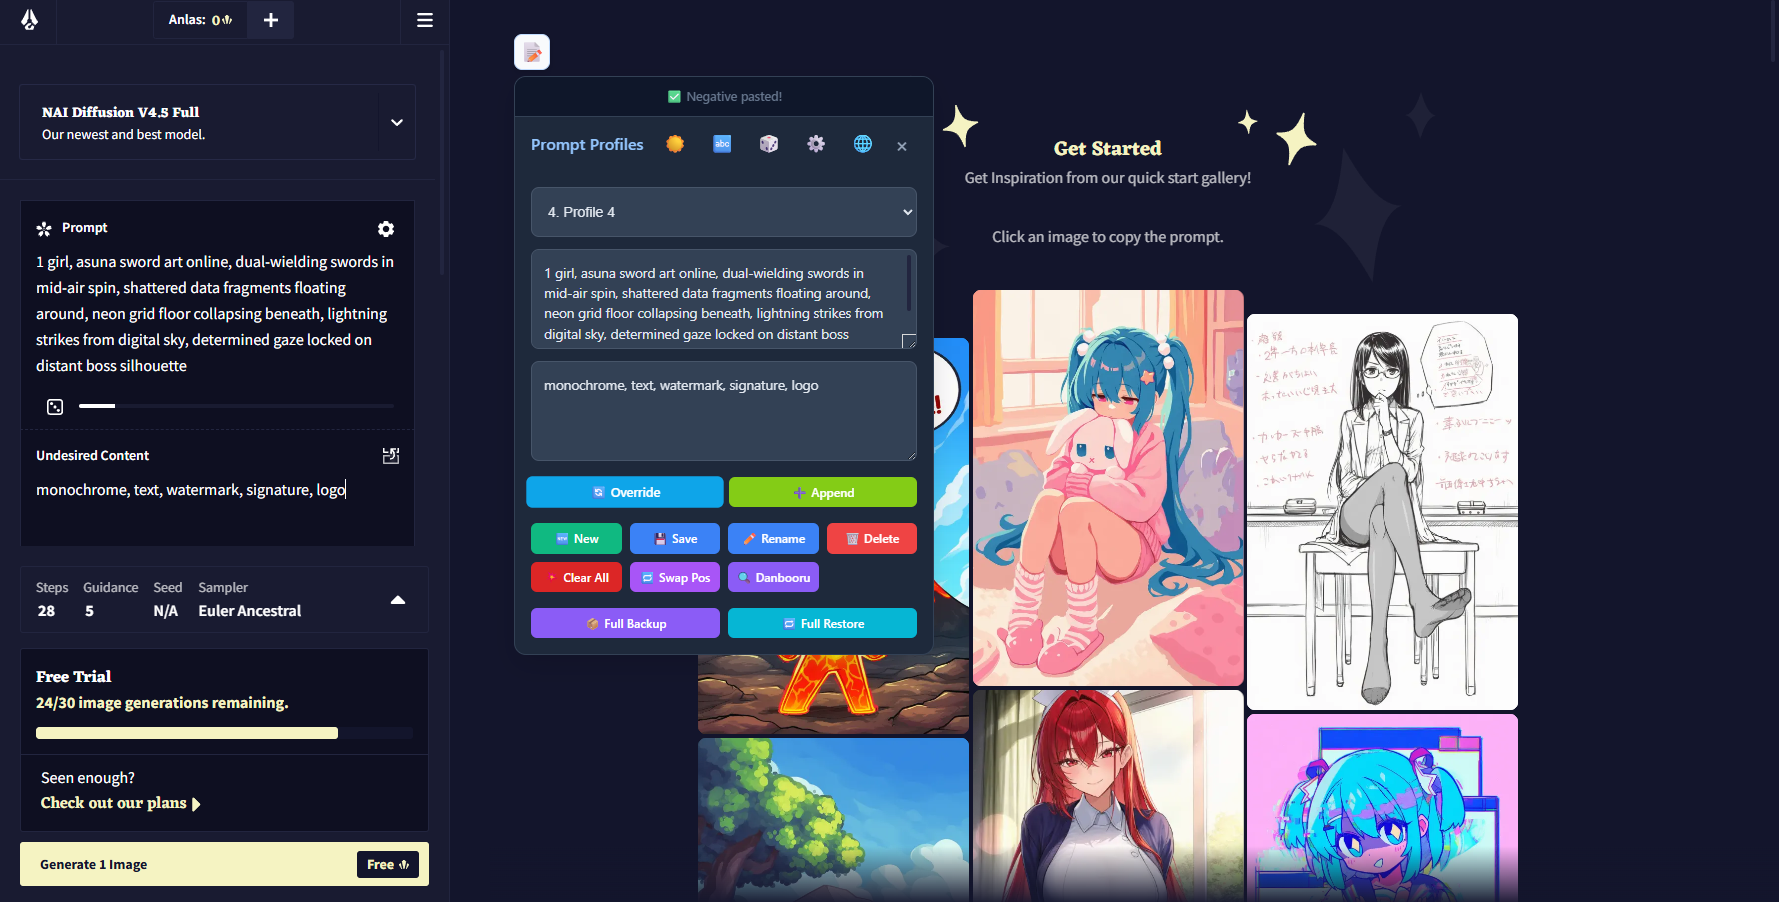 Anlas: 0
NAI Diffusion V4.5 Full
Our newest and best model.
Prompt
1 girl, asuna sword art online, dual-wielding swords in
mid-air spin, shattered data fragments floating
around, neon grid floor collapsing beneath, lightning
strikes from digital sky, determined gaze locked on
distant boss silhouette
Undesired Content
monochrome, text, watermark, signature, logo
Steps Guidance Seed Sampler
28 5 N/A Euler Ancestral
Free Trial
24/30 image generations remaining.
Seen enough?
Check out our plans
Generate 1 Image
Free
Negative pasted!
Prompt Profiles
abc
4. Profile 4
1 girl, asuna sword art online, dual-wielding swords in
mid-air spin, shattered data fragments floating around,
neon grid floor collapsing beneath, lightning strikes from
digital sky, determined gaze locked on distant boss
monochrome, text, watermark, signature, logo
Override
Append
New
Save
Rename
Delete
Clear All
Swap Pos
Danbooru
Full Backup
Full Restore
Get Started
Get Inspiration from our quick start gallery!
Click an image to copy the prompt.
!!